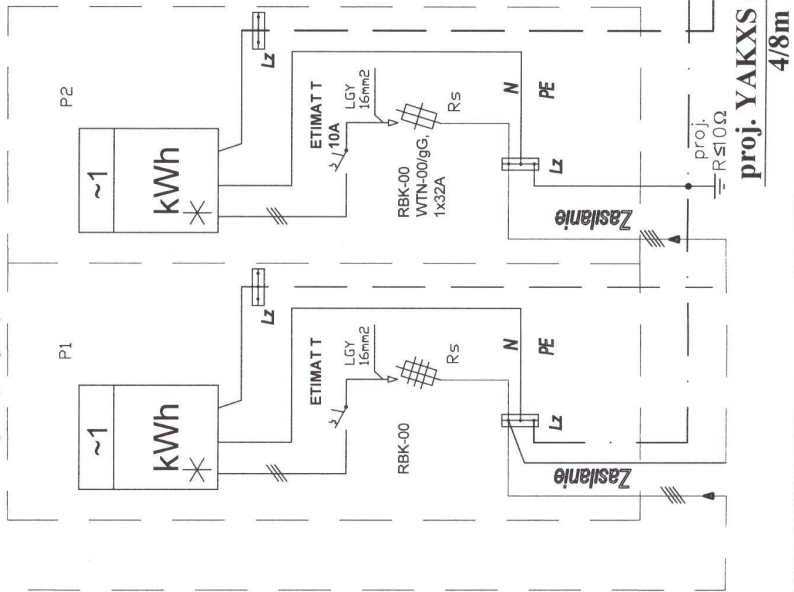 P1
~1
kWh
Lz
ETIMAT T
LGY
16mm2
RBK-00
Rs
N
PE
Lz
Zasilanie
P2
~1
kWh
Lz
ETIMAT T
10A
LGY
16mm2
RBK-00
WTN-00/gG,
1x32A
Rs
N
PE
Lz
Zasilanie
proj.
R≤10Ω
proj. YAKXS
4/8m